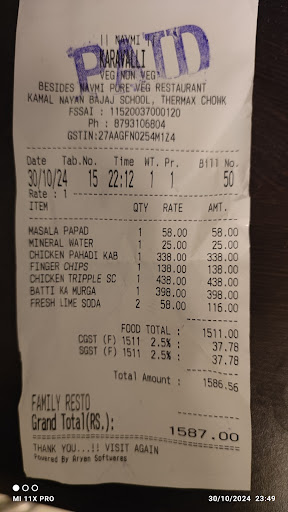 PAID
|| NAVMI ||
KARAVALLI
VEG NON VEG
BESIDES NAVMI PURE VEG RESTAURANT
KAMAL NAYAN BAJAJ SCHOOL, THERMAX CHOWK
FSSAI : 11520037000120
Ph : 8793106804
GSTIN:27AAGFN0254M1Z4
Date Tab.No. Time WT. Pr. Bill No.
30/10/24 15 22:12 1 1 50
Rate : 1
ITEM QTY RATE AMT.
MASALA PAPAD 1 58.00 58.00
MINERAL WATER 1 25.00 25.00
CHICKEN PAHADI KAB 1 338.00 338.00
FINGER CHIPS 1 138.00 138.00
CHICKEN TRIPPLE SC 1 438.00 438.00
BATTI KA MURGA 1 398.00 398.00
FRESH LIME SODA 2 58.00 116.00
FOOD TOTAL : 1511.00
CGST (F) 1511 2.5% : 37.78
SGST (F) 1511 2.5% : 37.78
Total Amount : 1586.56
FAMILY RESTO
Grand Total(RS.): 1587.00
THANK YOU...!! VISIT AGAIN
Powered By Aryen Softwares
MI 11X PRO
30/10/2024 23:49